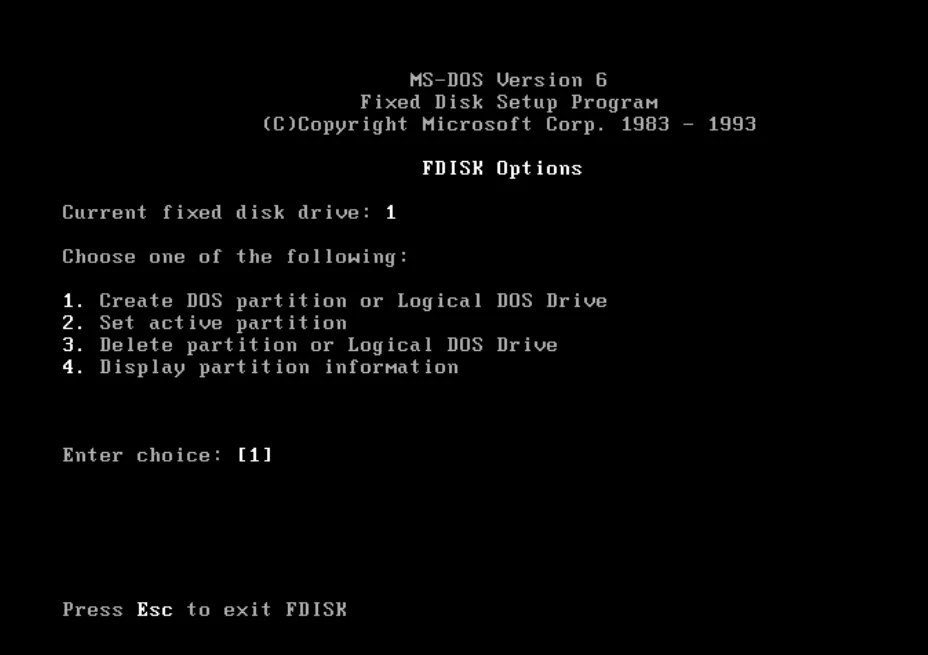 MS-DOS Version 6
Fixed Disk Setup Program
(C)Copyright Microsoft Corp. 1983 - 1993
FDISK Options
Current fixed disk drive: 1
Choose one of the following:
1. Create DOS partition or Logical DOS Drive
2. Set active partition
3. Delete partition or Logical DOS Drive
4. Display partition information
Enter choice: [1]
Press Esc to exit FDISK